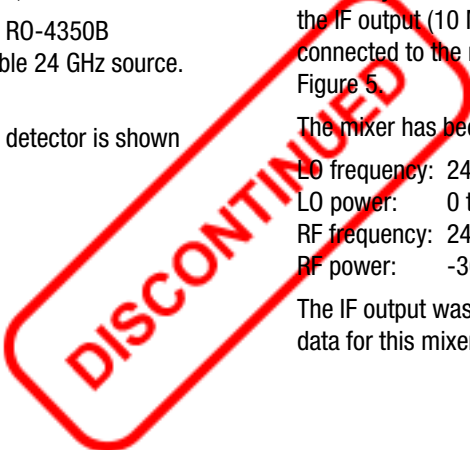 RO-4350B
ble 24 GHz source.
detector is shown
the IF output (10
connected to the
Figure 5.
The mixer has bee
LO frequency: 24
LO power: 0 t
RF frequency: 24
RF power: -3
The IF output was
data for this mixe
DISCONTINUED